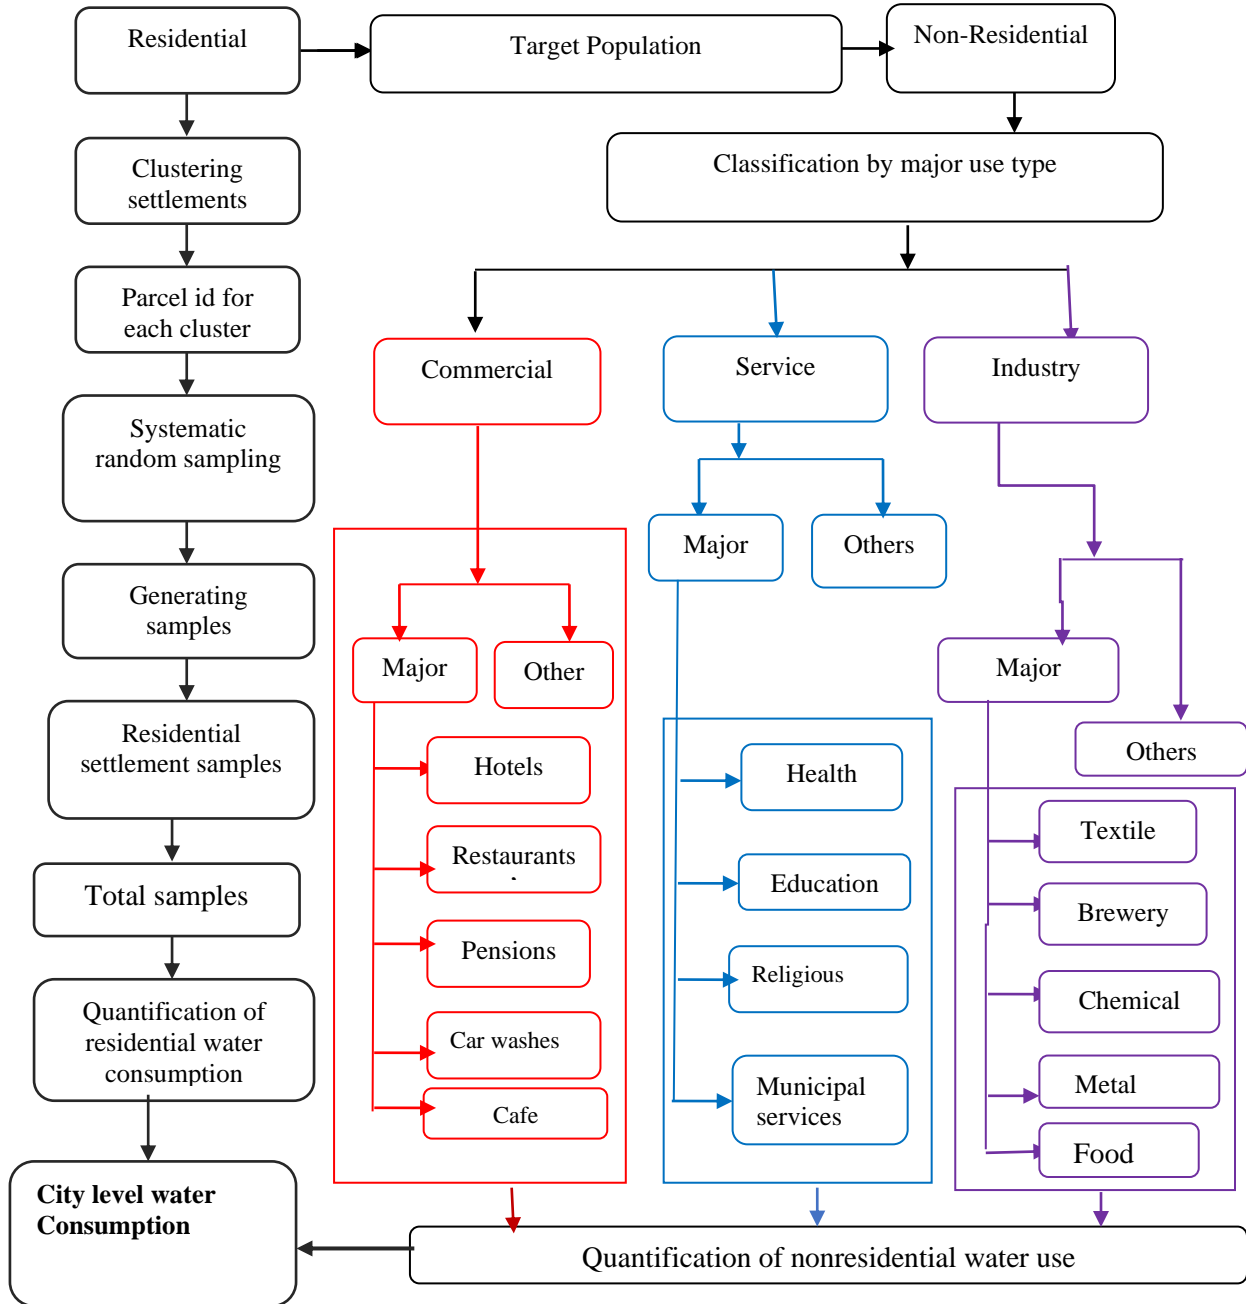 Residential
Target Population
Non-Residential
Clustering
settlements
Classification by major use type
Parcel id for
each cluster
Commercial
Service
Industry
Systematic
random sampling
Major
Others
Generating
samples
Major
Other
Major
Residential
settlement samples
Others
Hotels
Health
Textile
Restaurants
Total samples
Education
Brewery
Pensions
Religious
Chemical
Quantification of
residential water
consumption
Car washes
Metal
Municipal
services
Cafe
Food
City level water
Consumption
Quantification of nonresidential water use